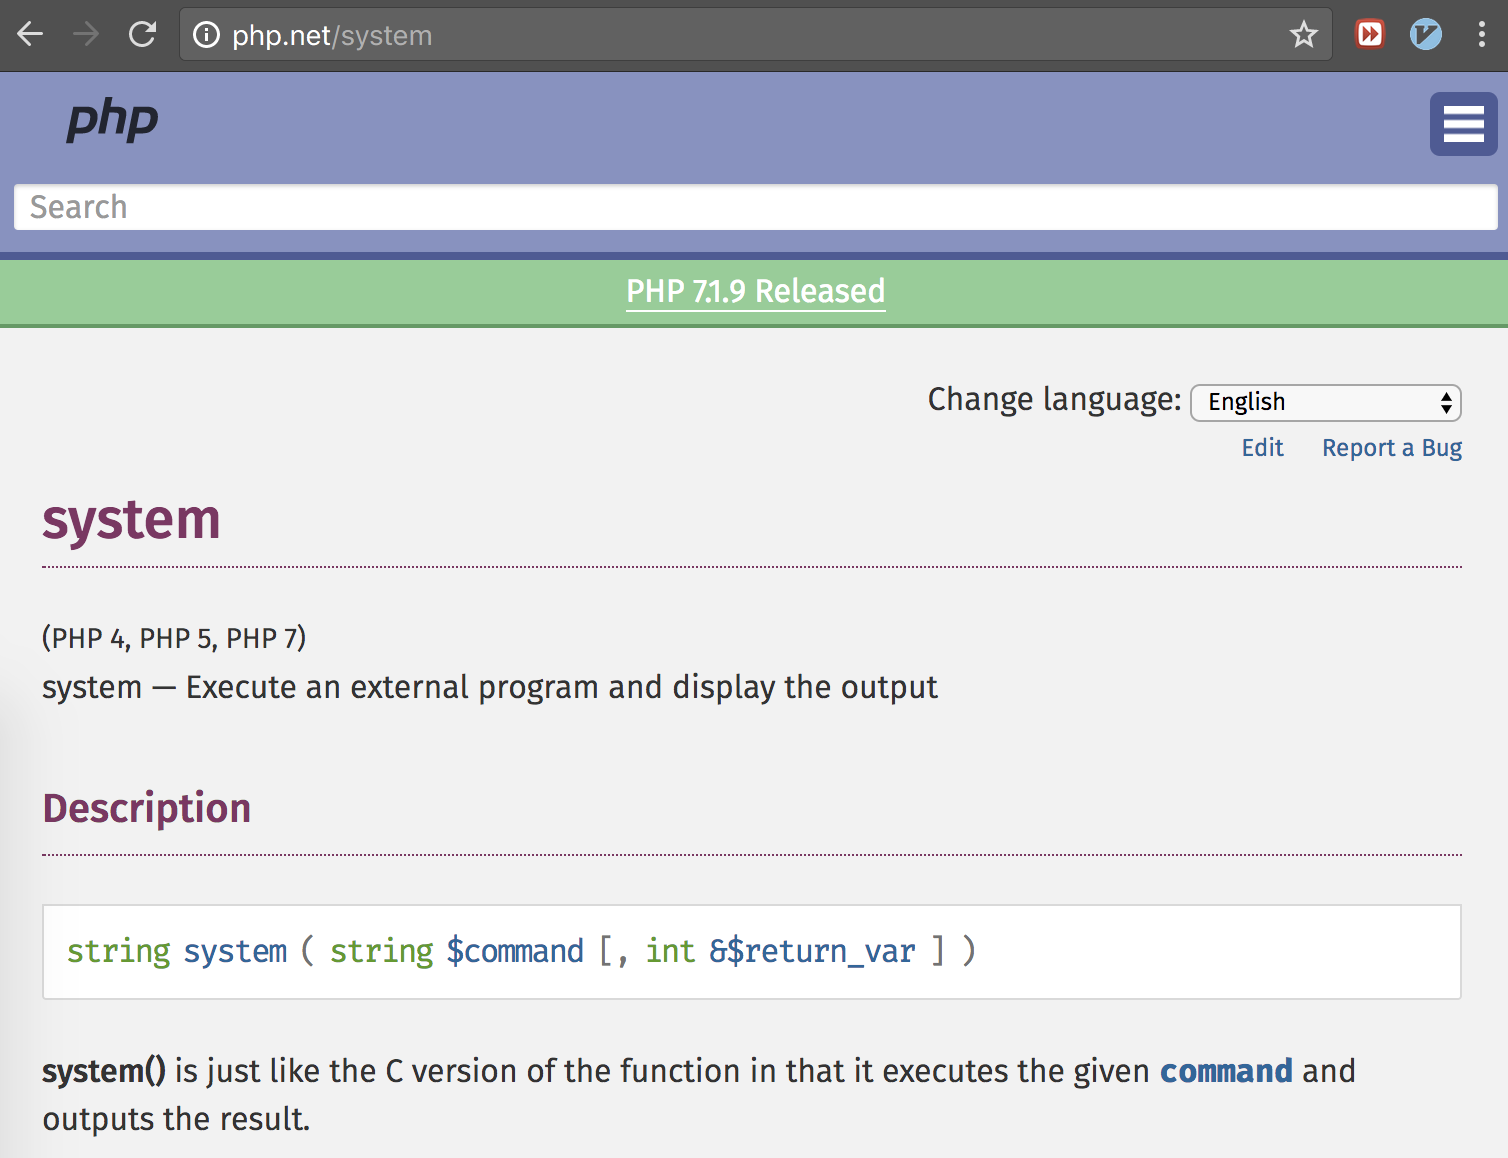 php.net/system
php
Search
PHP 7.1.9 Released
Change language: English
Edit Report a Bug
system
(PHP 4, PHP 5, PHP 7)
system — Execute an external program and display the output
Description
string system ( string $command [, int &$return_var ] )
system() is just like the C version of the function in that it executes the given command and
outputs the result.